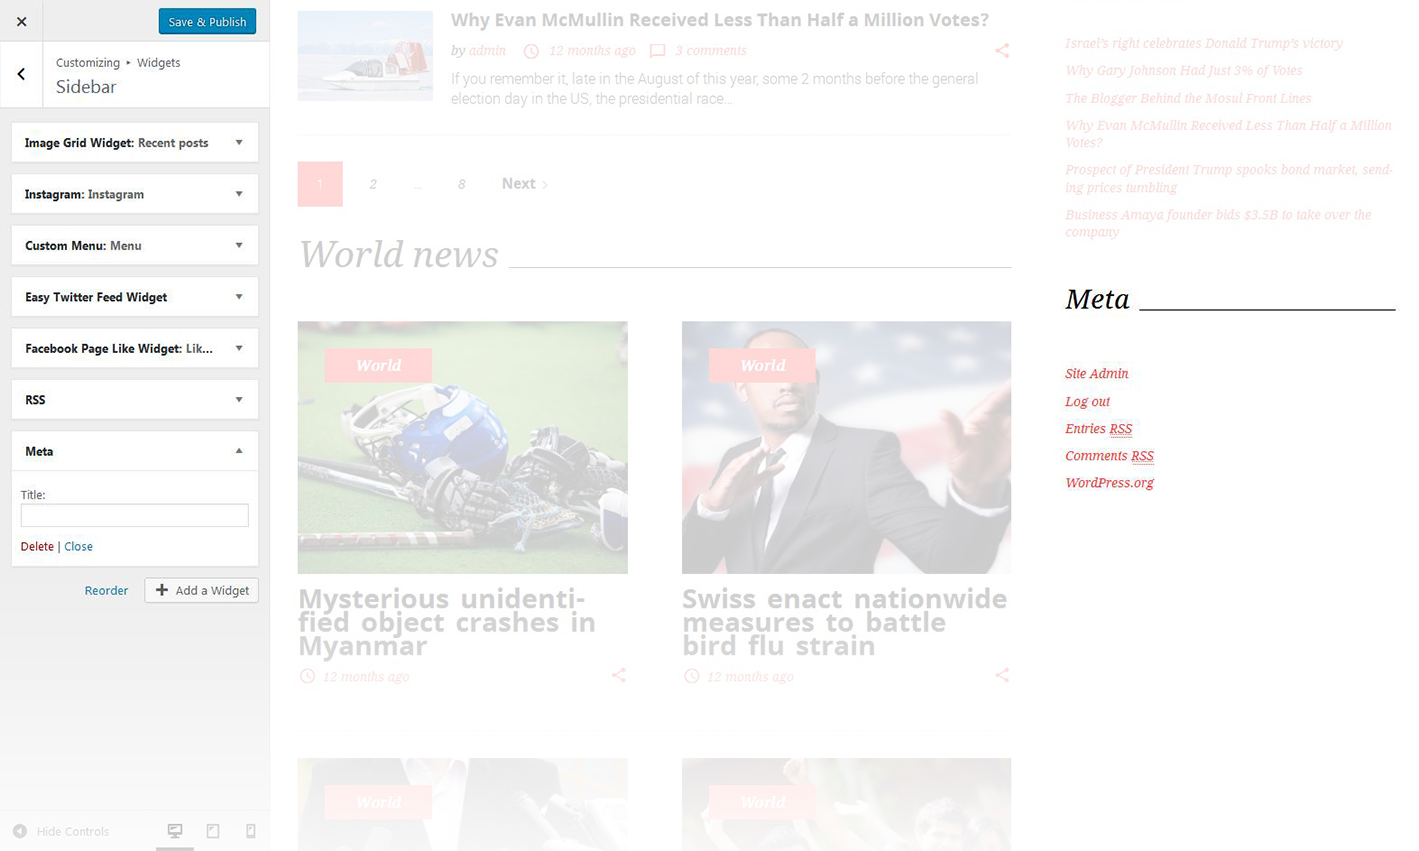 Save & Publish
Customizing ▸ Widgets
Sidebar
Image Grid Widget: Recent posts
Instagram: Instagram
Custom Menu: Menu
Easy Twitter Feed Widget
Facebook Page Like Widget: Lik...
RSS
Meta
Title:
Delete | Close
Reorder
Add a Widget
Hide Controls
Why Evan McMullin Received Less Than Half a Million Votes?
by admin 12 months ago 3 comments
If you remember it, late in the August of this year, some 2 months before the general
election day in the US, the presidential race...
1 2 ... 8 Next
World news
World
Mysterious unidenti-
fied object crashes in
Myanmar
12 months ago
World
Swiss enact nationwide
measures to battle
bird flu strain
12 months ago
World
World
Israel's right celebrates Donald Trump's victory
Why Gary Johnson Had Just 3% of Votes
The Blogger Behind the Mosul Front Lines
Why Evan McMullin Received Less Than Half a Million
Votes?
Prospect of President Trump spooks bond market, send-
ing prices tumbling
Business Amaya founder bids $3.5B to take over the
company
Meta
Site Admin
Log out
Entries RSS
Comments RSS
WordPress.org